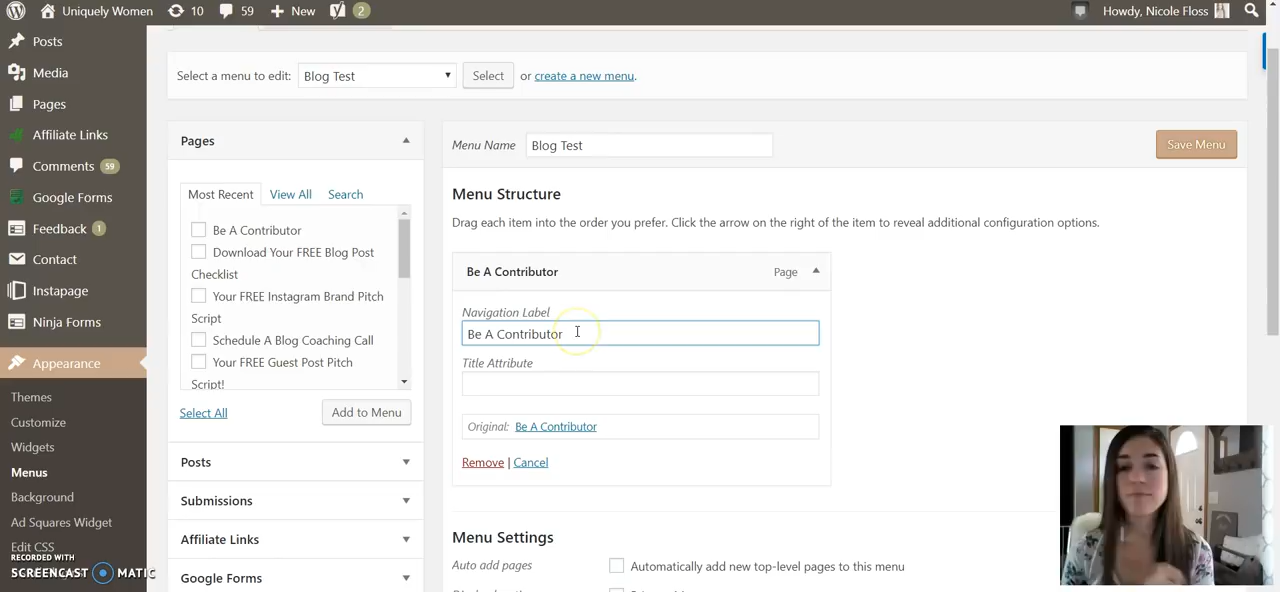 Uniquely Women 10 59 New 2 Howdy, Nicole Floss
Posts
Media
Pages
Affiliate Links
Comments 59
Google Forms
Feedback 1
Contact
Instapage
Ninja Forms
Appearance
Themes
Customize
Widgets
Menus
Background
Ad Squares Widget
Edit CSS
RECORDED WITH
SCREENCAST MATIC
Select a menu to edit: Blog Test Select or create a new menu.
Pages
Most Recent View All Search
Be A Contributor
Download Your FREE Blog Post
Checklist
Your FREE Instagram Brand Pitch
Script
Schedule A Blog Coaching Call
Your FREE Guest Post Pitch
Script!
Select All Add to Menu
Posts
Submissions
Affiliate Links
Google Forms
Menu Name Blog Test Save Menu
Menu Structure
Drag each item into the order you prefer. Click the arrow on the right of the item to reveal additional configuration options.
Be A Contributor Page
Navigation Label
Be A Contributor
Title Attribute
Original: Be A Contributor
Remove | Cancel
Menu Settings
Auto add pages Automatically add new top-level pages to this menu